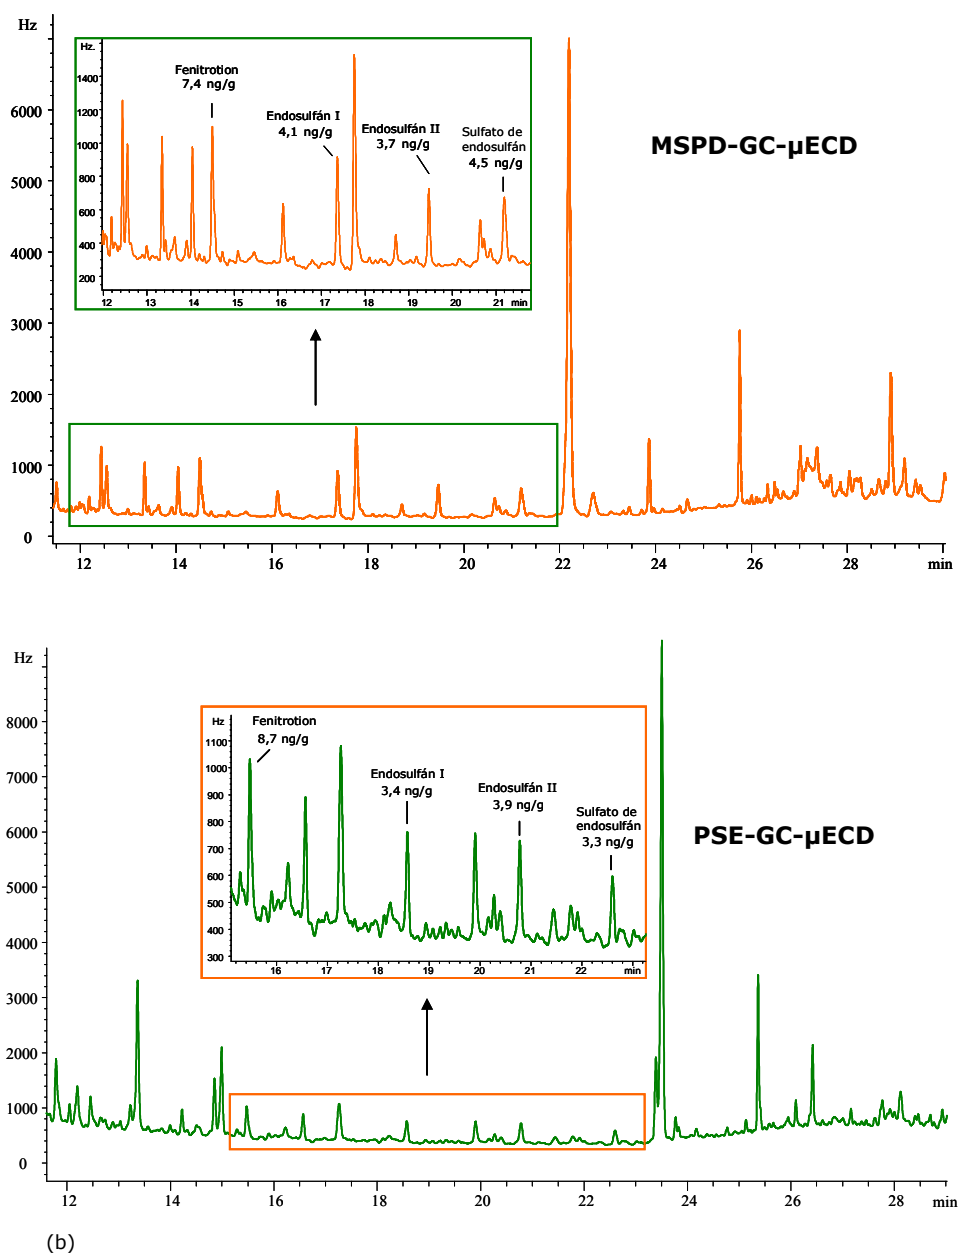 Hz
MSPD-GC-µECD
6000
5000
4000
3000
2000
1000
0
12 14 16 18 20 22 24 26 28 min
Hz.
1400
1200
1000
800
600
400
200
12 13 14 15 16 17 18 19 20 21 min
Fenitrotion
7,4 ng/g
Endosulfán I
4,1 ng/g
Endosulfán II
3,7 ng/g
Sulfato de
endosulfán
4,5 ng/g
Hz
PSE-GC-µECD
8000
7000
6000
5000
4000
3000
2000
1000
0
12 14 16 18 20 22 24 26 28 min
Hz
1100
1000
900
800
700
600
500
400
300
16 17 18 19 20 21 22 min
Fenitrotion
8,7 ng/g
Endosulfán I
3,4 ng/g
Endosulfán II
3,9 ng/g
Sulfato de
endosulfán
3,3 ng/g
(b)